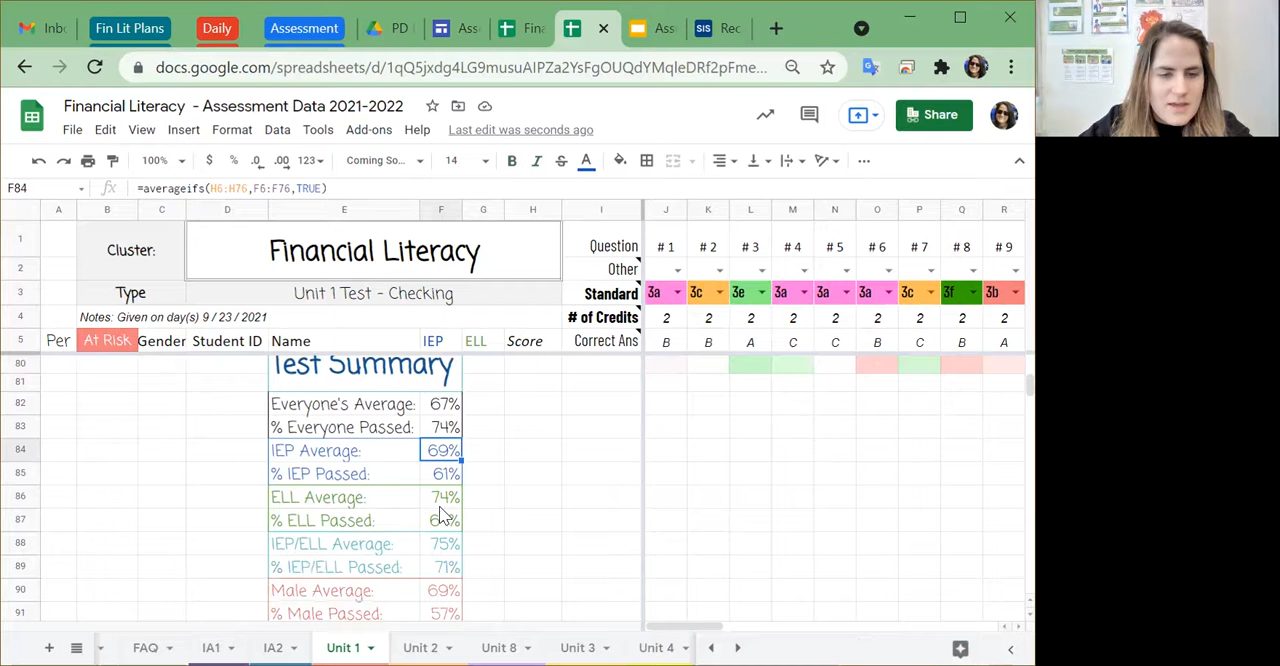 Inb
Fin Lit Plans
Daily
Assessment
PD
Ass
Fina
Ass
SIS
Rec
docs.google.com/spreadsheets/d/1hQ5jxdg4LG9musuAIPZa2YsFgOUQdYMqleDRf2pFme...
Financial Literacy - Assessment Data 2021-2022
File Edit View Insert Format Data Tools Add-ons Help Last edit was seconds ago
Share
100% $ % .0 .00 123 Coming So... 14 B I S A
F84 fx =averageifs(H6:H76,F6:F76,TRUE)
A B C D E F G H I J K L M N O P Q R
1 Cluster: Financial Literacy Question # 1 # 2 # 3 # 4 # 5 # 6 # 7 # 8 # 9
2 Other
3 Type Unit 1 Test - Checking Standard 3a 3c 3e 3a 3a 3a 3c 3f 3b
4 Notes: Given on day(s) 9 / 23 / 2021 # of Credits 2 2 2 2 2 2 2 2 2
5 Per At Risk Gender Student ID Name IEP ELL Score Correct Ans B B A C C B C B A
80 Test Summary
81
82 Everyone's Average: 67%
83 % Everyone Passed: 74%
84 IEP Average: 69%
85 % IEP Passed: 61%
86 ELL Average: 74%
87 % ELL Passed:
88 IEP/ELL Average: 75%
89 % IEP/ELL Passed: 71%
90 Male Average: 69%
91 % Male Passed: 57%
FAQ IA1 IA2 Unit 1 Unit 2 Unit 8 Unit 3 Unit 4